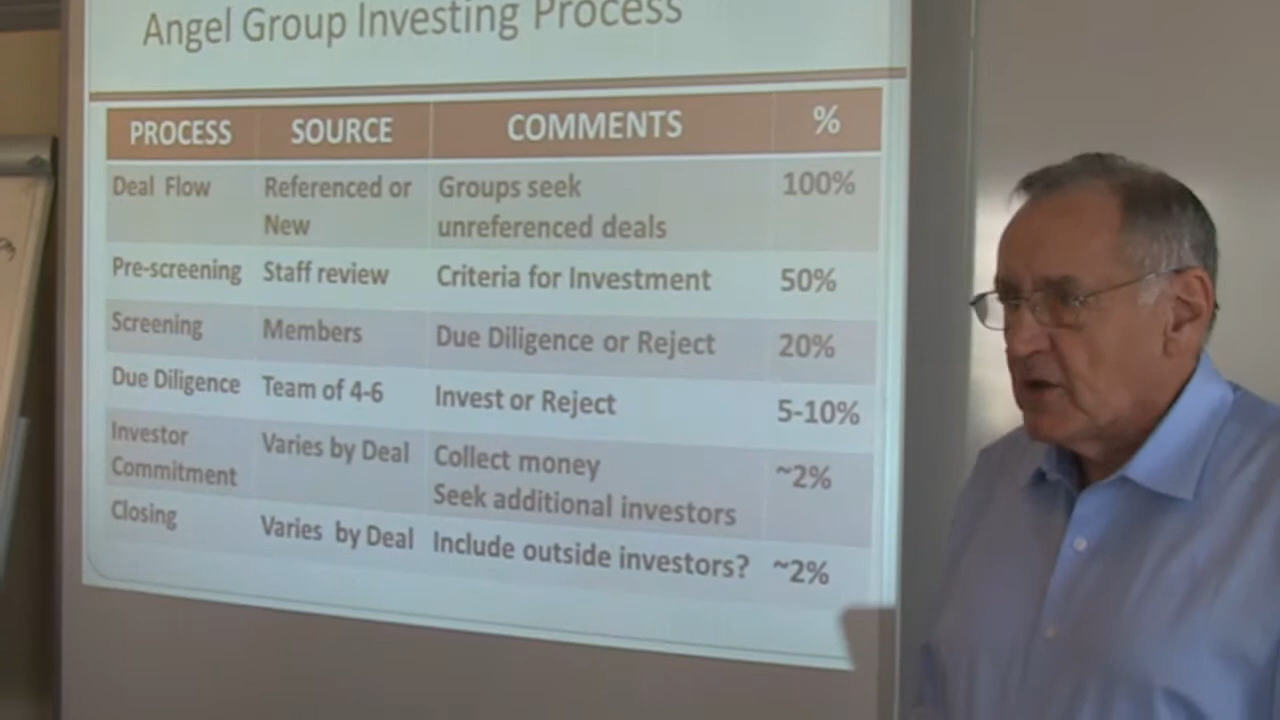 Angel Group Investing Process
PROCESS SOURCE COMMENTS %
Deal Flow Referenced or New Groups seek unreferenced deals 100%
Pre-screening Staff review Criteria for Investment 50%
Screening Members Due Diligence or Reject 20%
Due Diligence Team of 4-6 Invest or Reject 5-10%
Investor Commitment Varies by Deal Collect money Seek additional investors ~2%
Closing Varies by Deal Include outside investors? ~2%